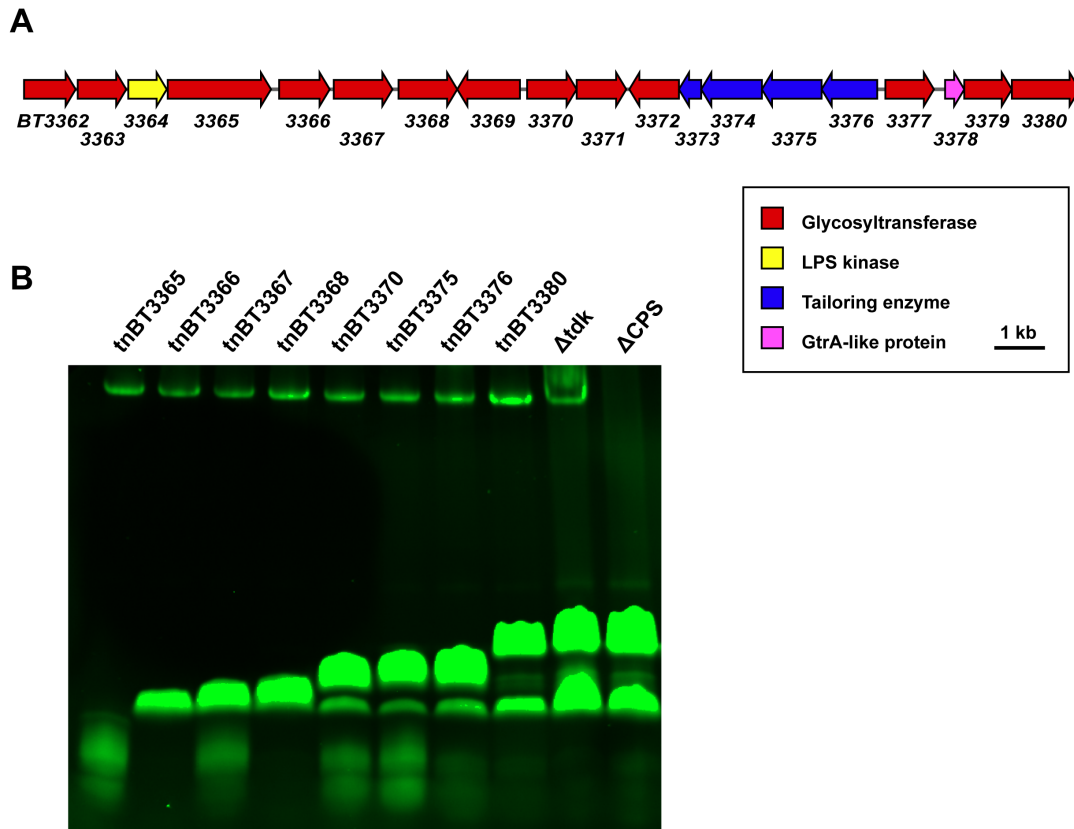 A
BT3362 3364 3365 3366 3368 3369 3370 3372 3374 3376 3377 3379 3380
3363 3367 3371 3373 3375 3378
Glycosyltransferase
LPS kinase
Tailoring enzyme
GtrA-like protein
1 kb
B
tnBT3365
tnBT3366
tnBT3367
tnBT3368
tnBT3370
tnBT3375
tnBT3376
tnBT3380
Δtdk
ΔCPS